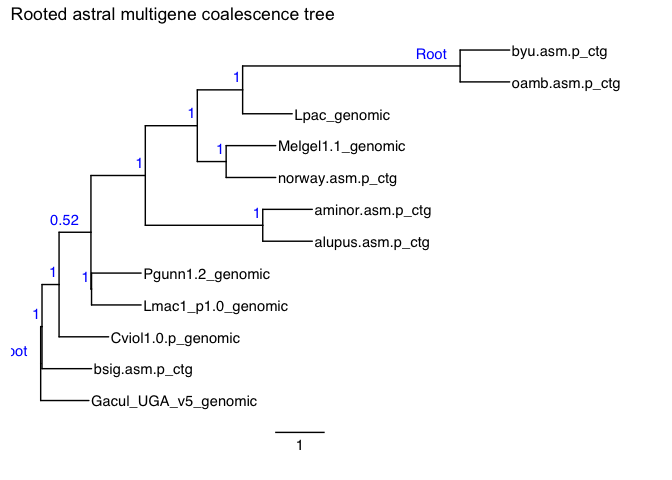 Rooted astral multigene coalescence tree
Root
byu.asm.p_ctg
oamb.asm.p_ctg
1
Lpac_genomic
1
Melgel1.1_genomic
1
norway.asm.p_ctg
1
aminor.asm.p_ctg
1
alupus.asm.p_ctg
0.52
Pgunn1.2_genomic
1
1
Lmac1_p1.0_genomic
1
Cviol1.0.p_genomic
oot
bsig.asm.p_ctg
Gacul_UGA_v5_genomic
1